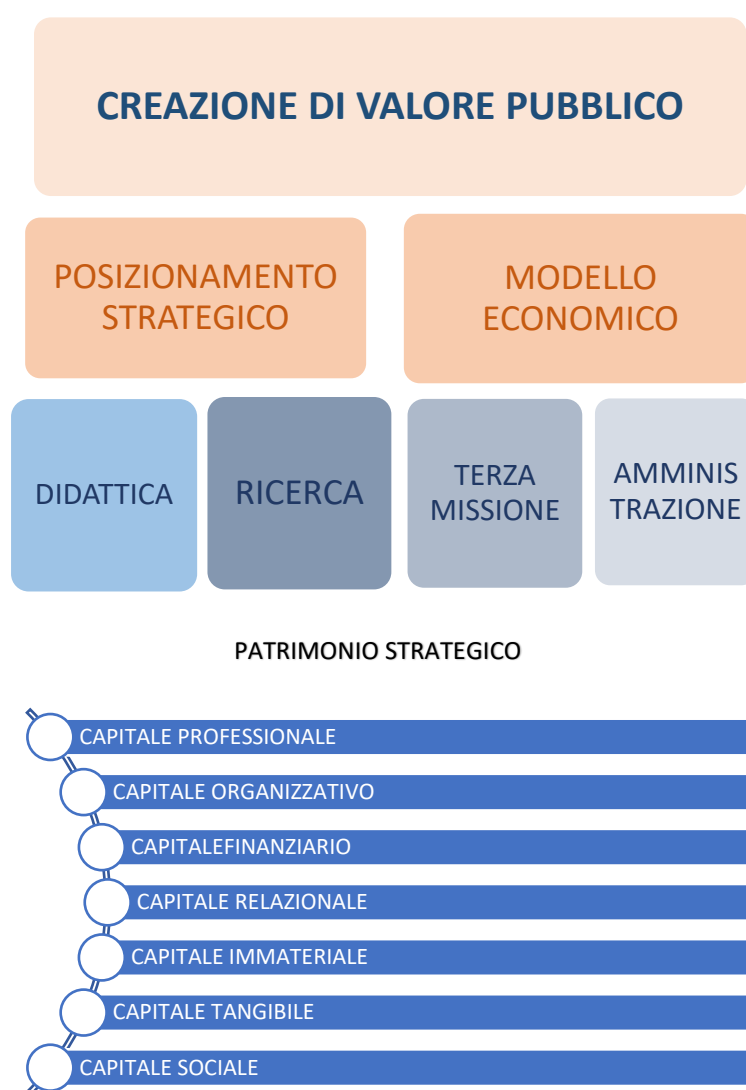 CREAZIONE DI VALORE PUBBLICO
POSIZIONAMENTO
STRATEGICO
MODELLO
ECONOMICO
DIDATTICA
RICERCA
TERZA
MISSIONE
AMMINIS
TRAZIONE
PATRIMONIO STRATEGICO
CAPITALE PROFESSIONALE
CAPITALE ORGANIZZATIVO
CAPITALEFINANZIARIO
CAPITALE RELAZIONALE
CAPITALE IMMATERIALE
CAPITALE TANGIBILE
CAPITALE SOCIALE